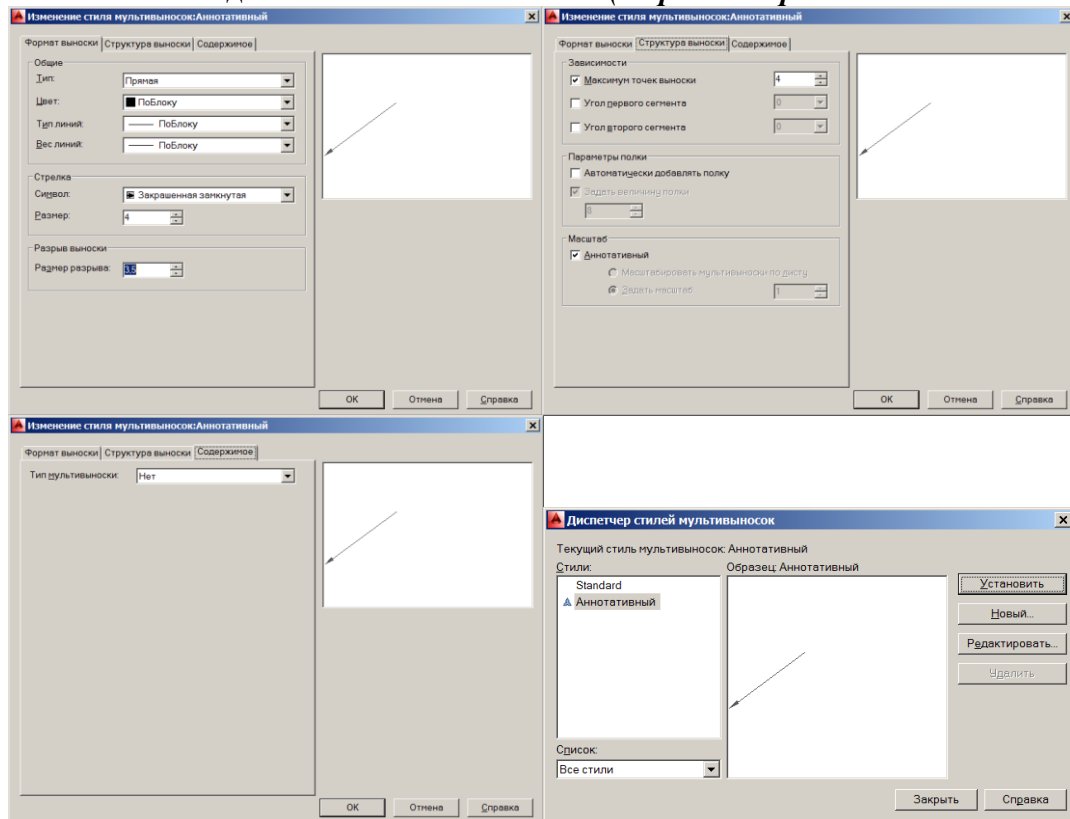 Изменение стиля мультивыносок:Аннотативный
Формат выноски Структура выноски Содержимое
Общие
Тип: Прямая
Цвет: ПоБлоку
Тип линий: ПоБлоку
Вес линий: ПоБлоку
Стрелка
Символ: Закрашенная замкнутая
Размер: 4
Разрыв выноски
Размер разрыва: 3.5
ОК Отмена Справка
Изменение стиля мультивыносок:Аннотативный
Формат выноски Структура выноски Содержимое
Зависимости
Максимум точек выноски 4
Угол первого сегмента 0
Угол второго сегмента 0
Параметры полки
Автоматически добавлять полку
Задать величину полки
8
Масштаб
Аннотативный
Масштабировать мультивыноски по листу
Задать масштаб: 1
ОК Отмена Справка
Изменение стиля мультивыносок:Аннотативный
Формат выноски Структура выноски Содержимое
Тип мультивыноски: Нет
ОК Отмена Справка
Диспетчер стилей мультивыносок
Текущий стиль мультивыносок: Аннотативный
Стили: Образец: Аннотативный
Standard
Аннотативный
Установить
Новый...
Редактировать...
Удалить
Список:
Все стили
Закрыть Справка